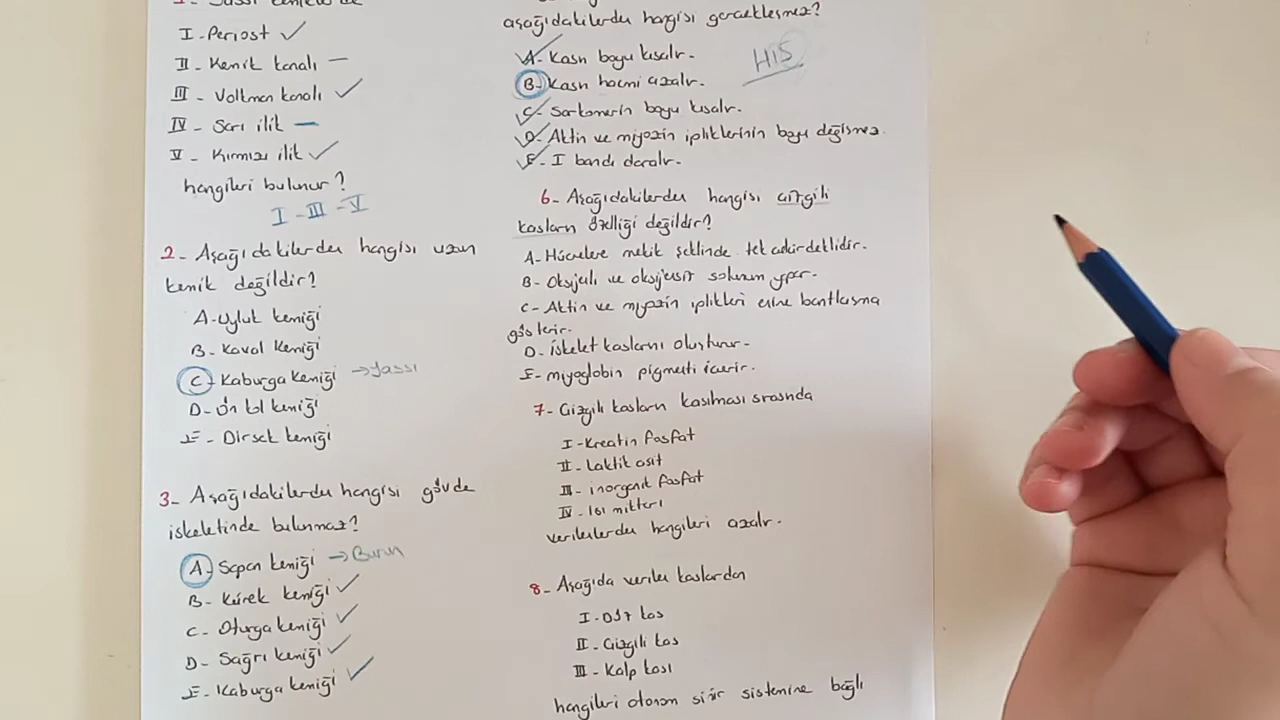 I - Periost ✓
II - Kemik kanalı —
III - Volkman kanalı ✓
IV - Sarı ilik —
V - Kırmızı ilik ✓
hangileri bulunur?
I - III - V
2- Aşağıdakilerden hangisi uzun
kemik değildir?
A- Uyluk kemiği
B- Kaval kemiği
C- Kaburga kemiği → Yassı
D- Ön kol kemiği
E- Dirsek kemiği
3- Aşağıdakilerden hangisi gövde
iskeletinde bulunmaz?
A- Sapan kemiği → Burun
B- Kürek kemiği ✓
C- Oturga kemiği ✓
D- Sağrı kemiği ✓
E- Kaburga kemiği ✓
aşağıdakilerden hangisi gerçekleşmez?
A- Kasın boyu kısalır.
HIS
B- Kasın hacmi azalır.
C- Sarkomerin boyu kısalır.
D- Aktin ve miyozin ipliklerinin boyu değişmez.
E- I bandı daralır.
6- Aşağıdakilerden hangisi çizgili
kasların özelliği değildir?
A- Hücreleri mekik şeklinde tek çekirdeklidir.
B- Oksijenli ve oksijensiz solunum yapar.
C- Aktin ve miyozin iplikleri enine bantlaşma
gösterir.
D- İskelet kaslarını oluşturur.
E- miyoglobin pigmenti içerir.
7- Çizgili kasların kasılması sırasında
I- Kreatin fosfat
II- Laktik asit
III- inorganik fosfat
IV- Isı miktarı
verilenlerden hangileri azalır.
8- Aşağıda verilen kaslardan
I- Düz kas
II- Çizgili kas
III- Kalp kası
hangileri otonom sinir sistemine bağlı